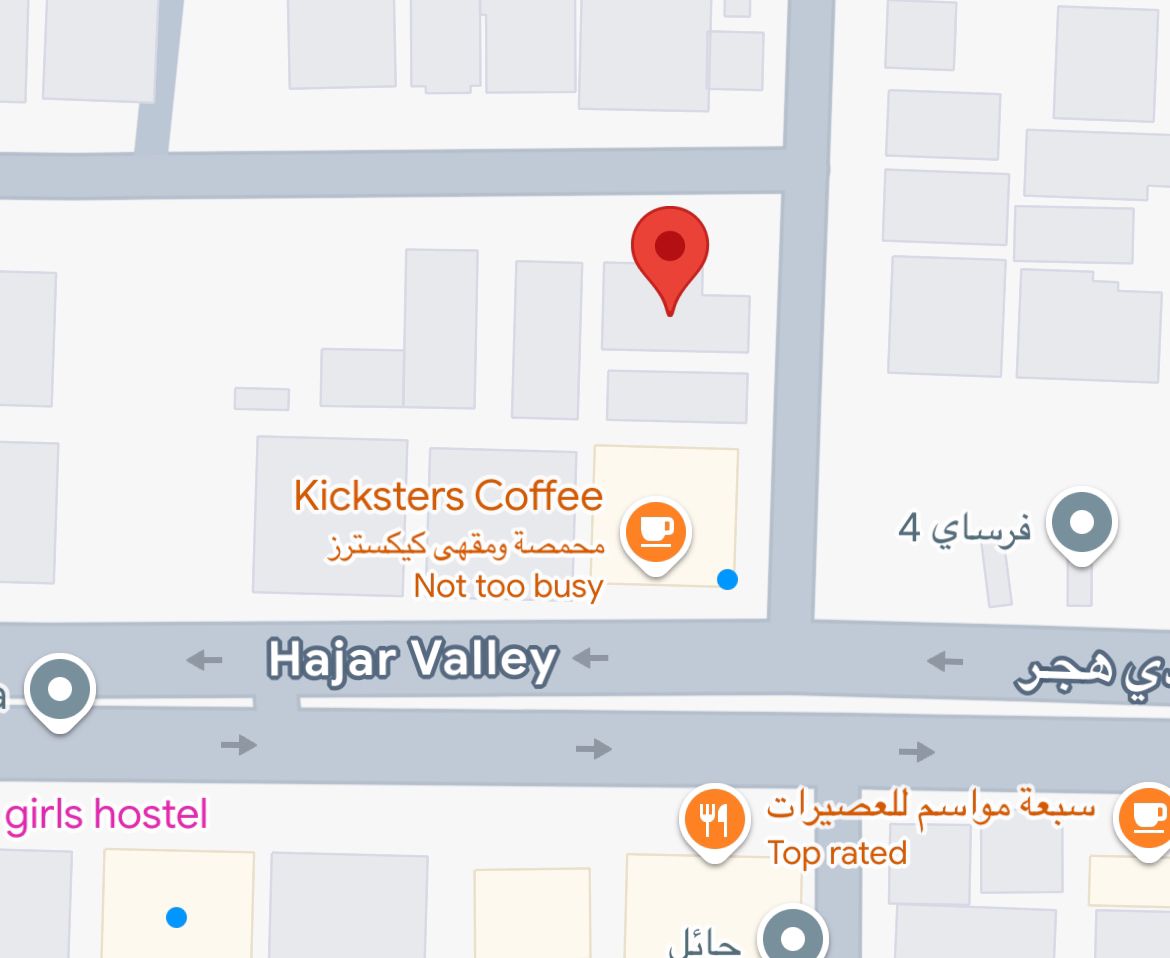 Kicksters Coffee
محمصة ومقهى كيكسترز
Not too busy
فرساي 4
Hajar Valley
girls hostel
سبعة مواسم للعصيرات
Top rated
حائل